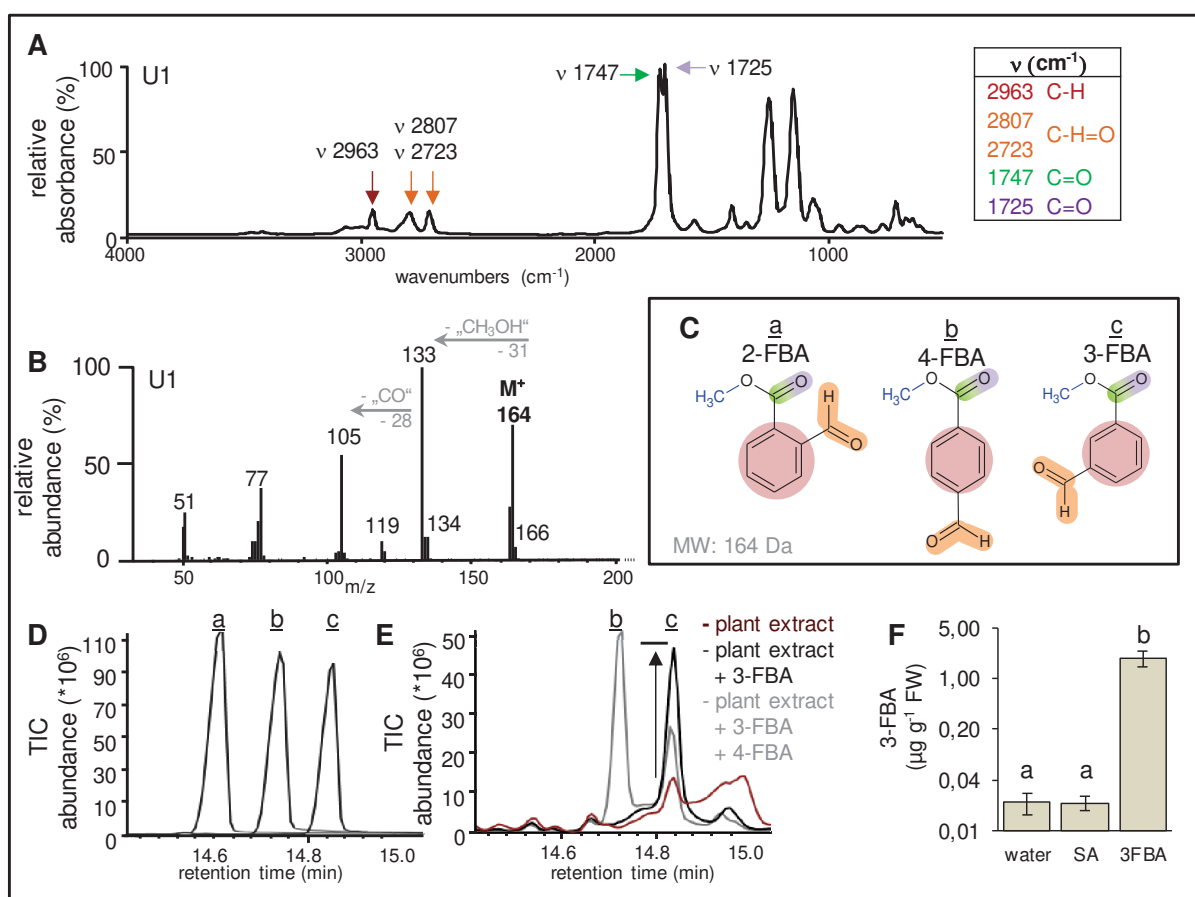 A
U1
relative
absorbance (%)
100
50
0
ν 2963
ν 2807
ν 2723
ν 1747
ν 1725
4000
3000
2000
1000
wavenumbers (cm⁻¹)
ν (cm⁻¹)
2963 C-H
2807
C-H=O
2723
1747 C=O
1725 C=O
B
U1
relative
abundance (%)
100
50
0
- „CH₃OH“
- 31
- „CO“
- 28
51
77
105
119
133
134
M⁺
164
166
50
100
150
200
m/z
C
a
2-FBA
b
4-FBA
c
3-FBA
H₃C
O
O
H
O
H₃C
O
O
O
H
H₃C
O
O
O
H
MW: 164 Da
D
TIC
abundance (*10⁶)
110
90
70
50
30
10
0
a
b
c
14.6
14.8
15.0
retention time (min)
E
TIC
abundance (*10⁶)
50
40
30
20
10
0
b
c
14.6
14.8
15.0
retention time (min)
- plant extract
- plant extract
+ 3-FBA
- plant extract
+ 3-FBA
+ 4-FBA
F
3-FBA
(µg g⁻¹ FW)
5,00
1,00
0,20
0,04
0,01
a
a
b
water
SA
3FBA